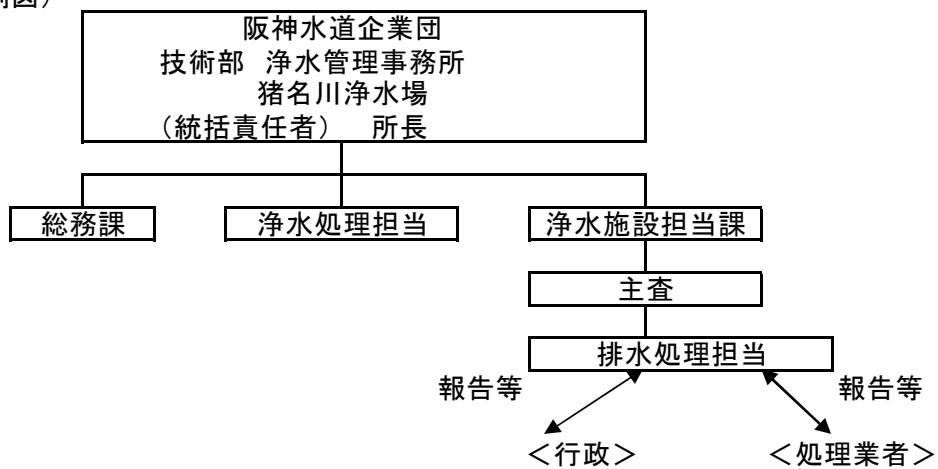 阪神水道企業団
技術部 浄水管理事務所
猪名川浄水場
(統括責任者) 所長
総務課
浄水処理担当
浄水施設担当課
主査
排水処理担当
報告等
報告等
<行政>
<処理業者>